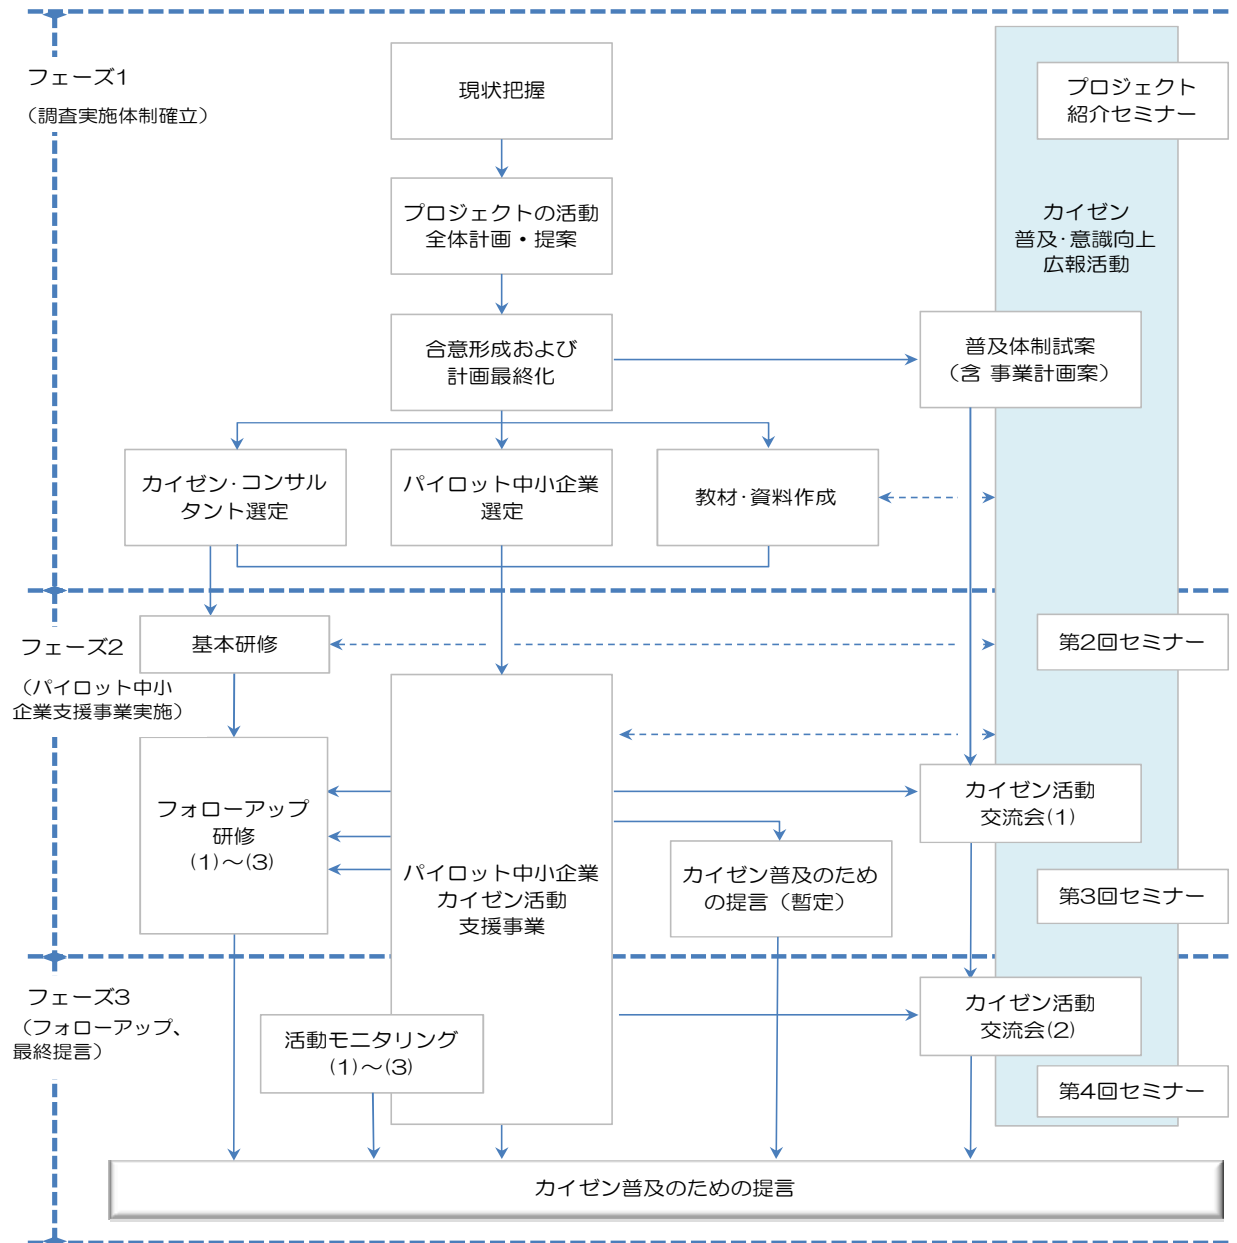 フェーズ1
（調査実施体制確立）
現状把握
プロジェクト
紹介セミナー
プロジェクトの活動
全体計画・提案
カイゼン
普及･意識向上
広報活動
合意形成および
計画最終化
普及体制試案
（含 事業計画案）
カイゼン･コンサル
タント選定
パイロット中小企業
選定
教材･資料作成
フェーズ2
（パイロット中小
企業支援事業実施）
基本研修
第2回セミナー
フォローアップ
研修
(1)～(3)
パイロット中小企業
カイゼン活動
支援事業
カイゼン活動
交流会(1)
カイゼン普及のため
の提言（暫定）
第3回セミナー
フェーズ3
（フォローアップ、
最終提言）
活動モニタリング
(1)～(3)
カイゼン活動
交流会(2)
第4回セミナー
カイゼン普及のための提言